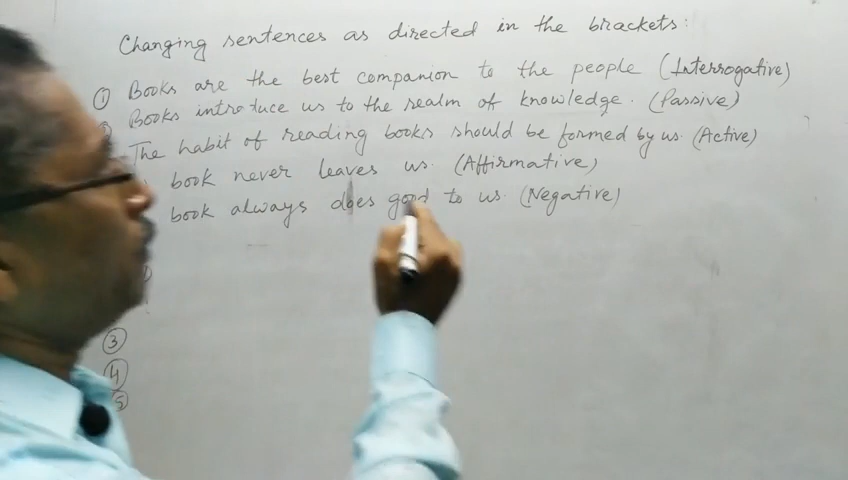 Changing sentences as directed in the brackets:
① Books are the best companion to the people (Interrogative)
Books introduce us to the realm of knowledge. (Passive)
The habit of reading books should be formed by us. (Active)
book never leaves us. (Affirmative)
book always does good to us. (Negative)
③
④
⑤